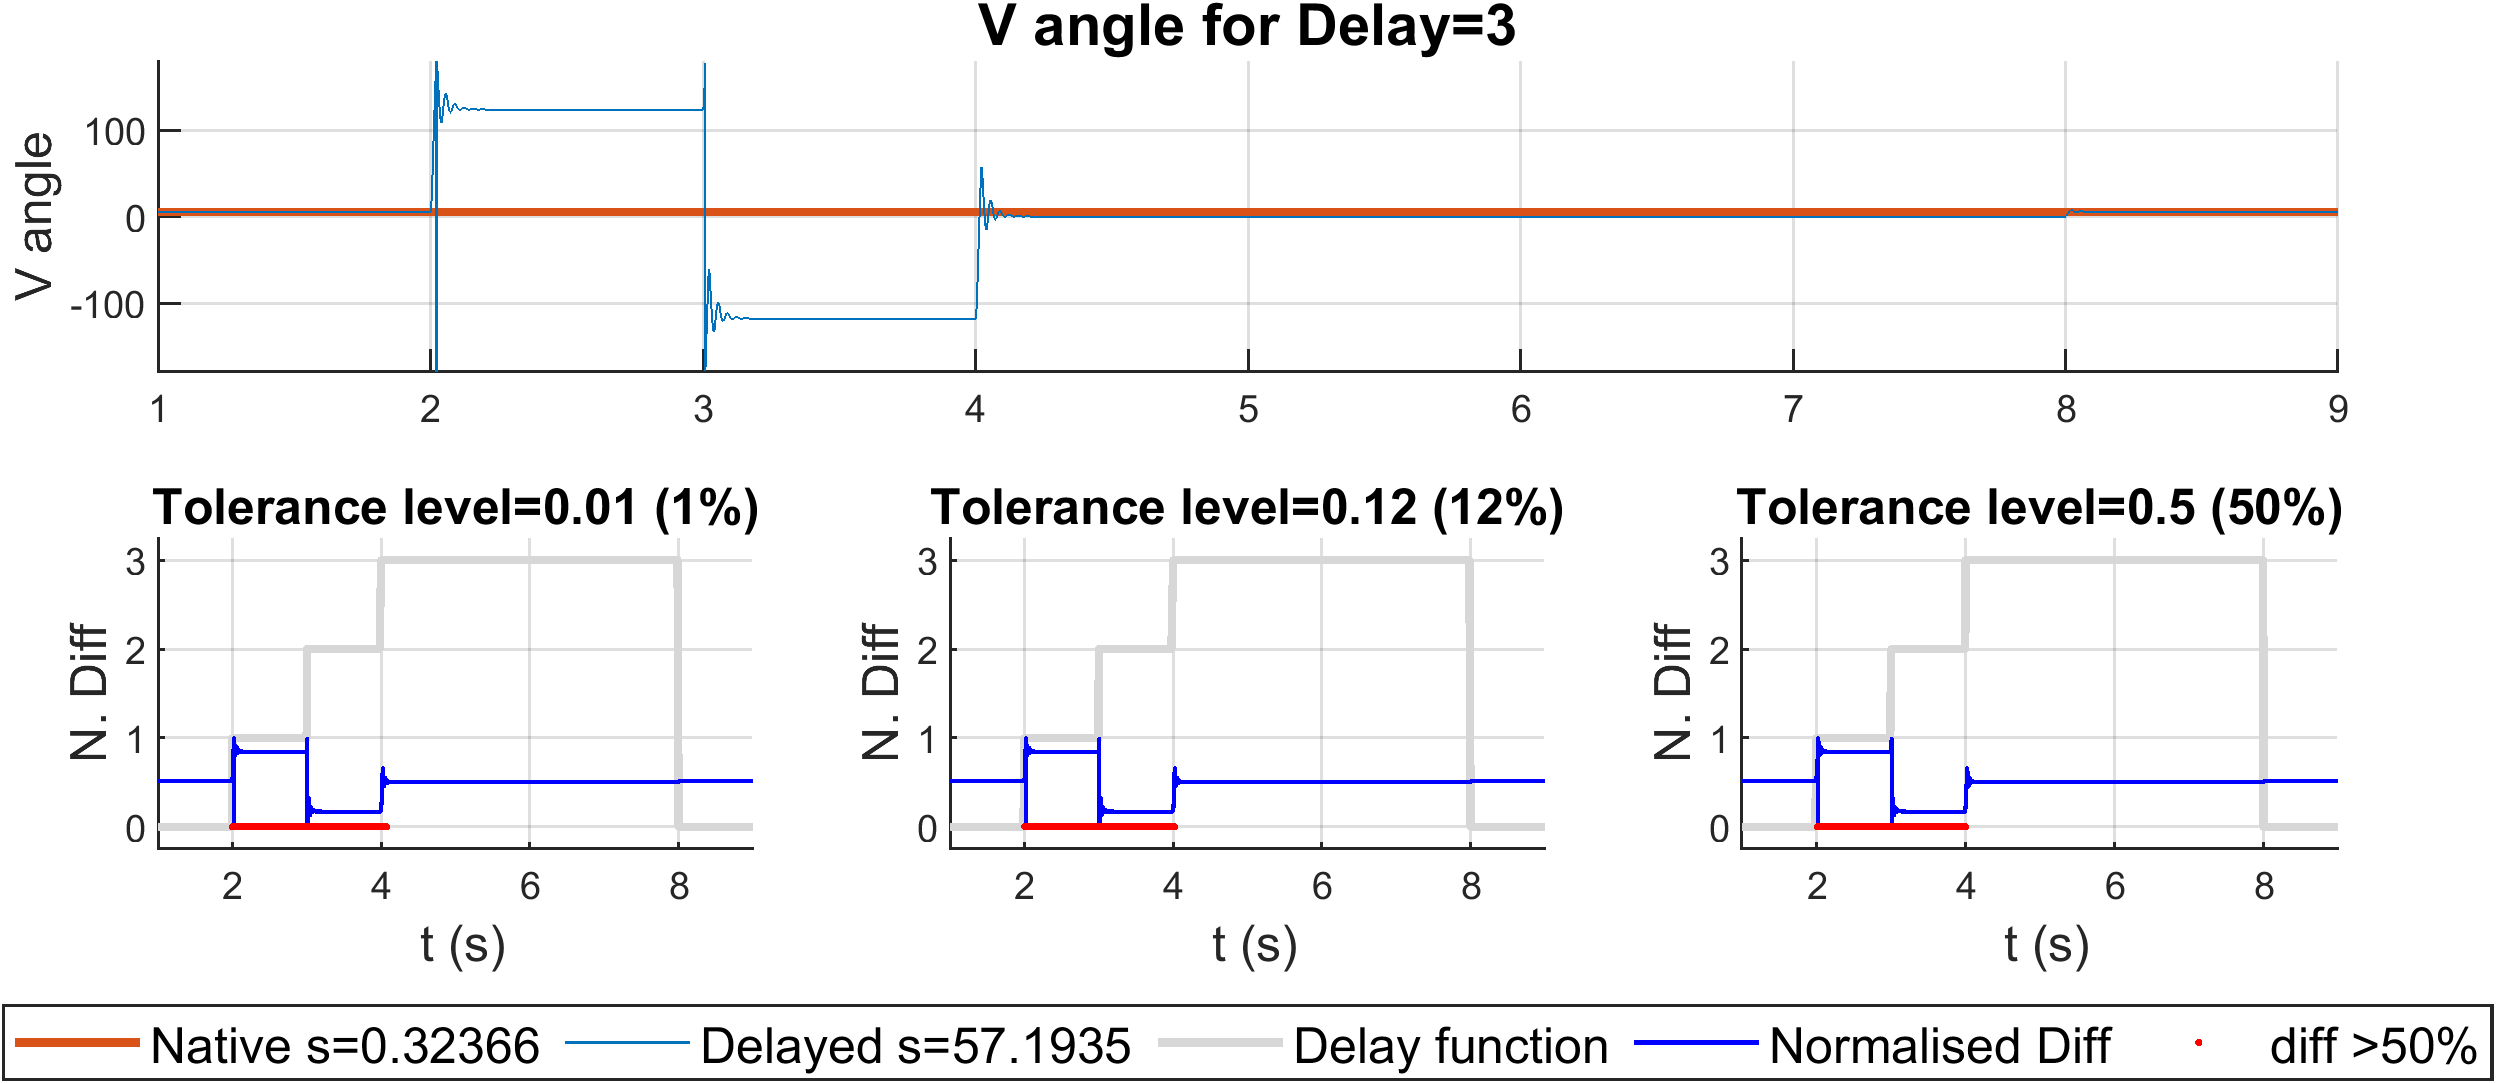 V angle for Delay=3
V angle
100
0
-100
1 2 3 4 5 6 7 8 9
Tolerance level=0.01 (1%)
N. Diff
3
2
1
0
2 4 6 8
t (s)
Tolerance level=0.12 (12%)
N. Diff
3
2
1
0
2 4 6 8
t (s)
Tolerance level=0.5 (50%)
N. Diff
3
2
1
0
2 4 6 8
t (s)
Native s=0.32366 Delayed s=57.1935 Delay function Normalised Diff diff >50%